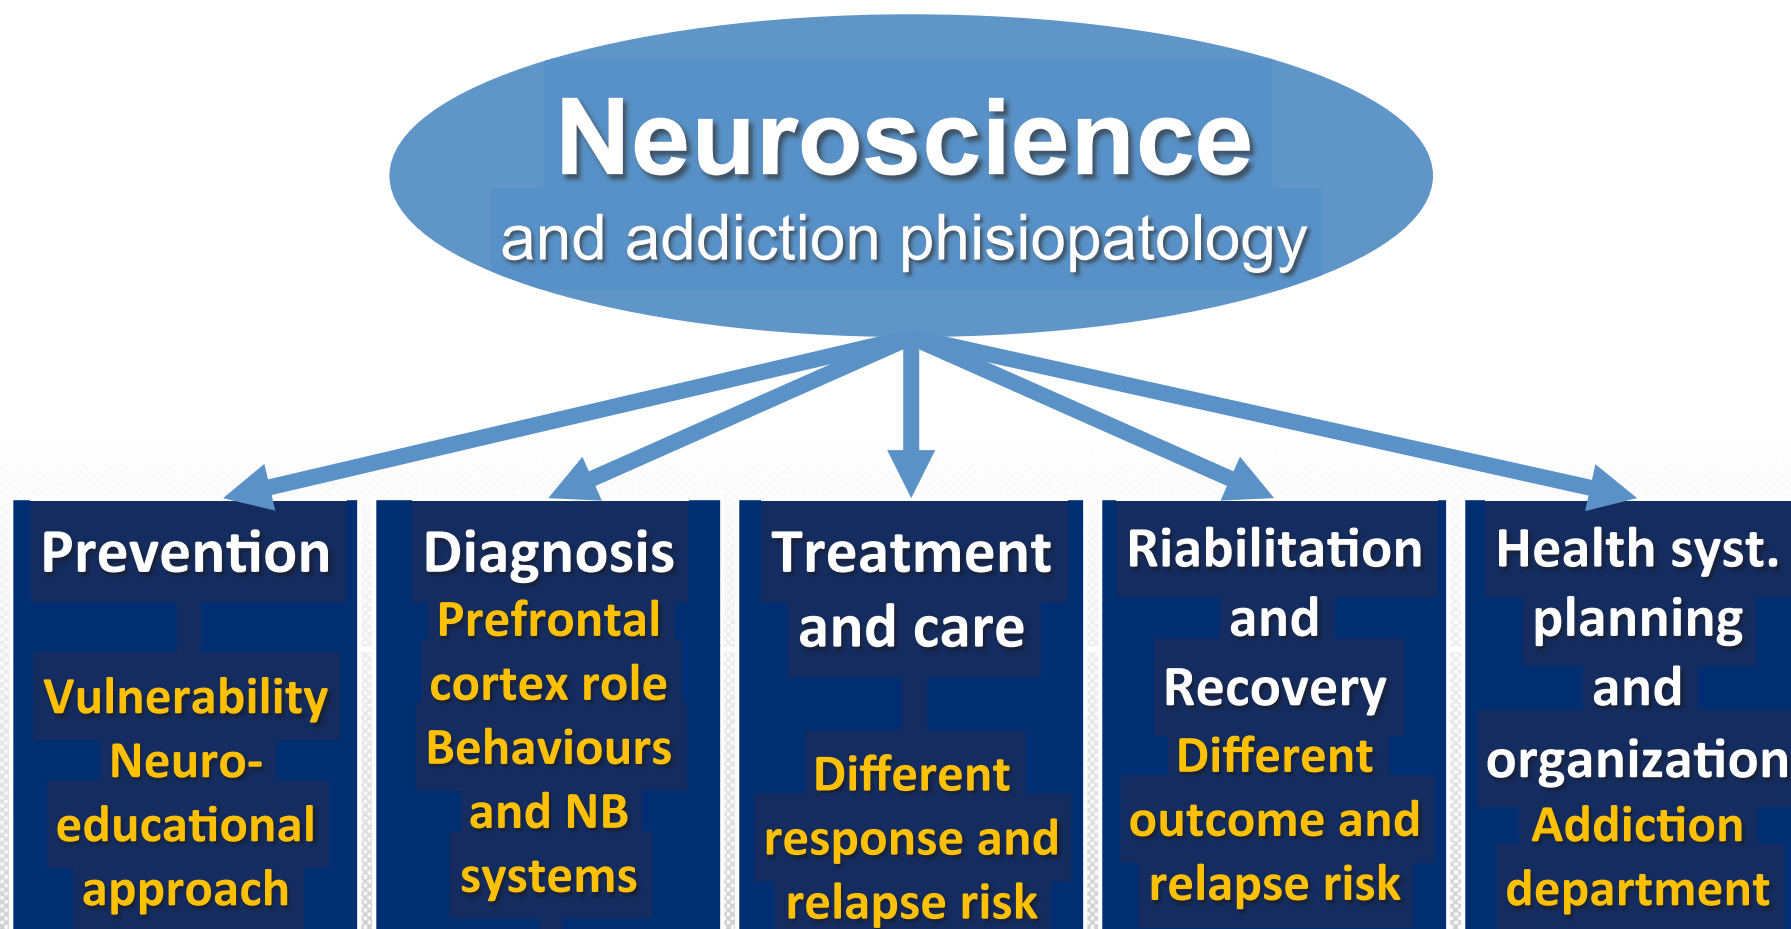 Neuroscience
and addiction phisiopatology
Prevention
Vulnerability
Neuro-
educational
approach
Diagnosis
Prefrontal
cortex role
Behaviours
and NB
systems
Treatment
and care
Different
response and
relapse risk
Riabilitation
and
Recovery
Different
outcome and
relapse risk
Health syst.
planning
and
organization
Addiction
department